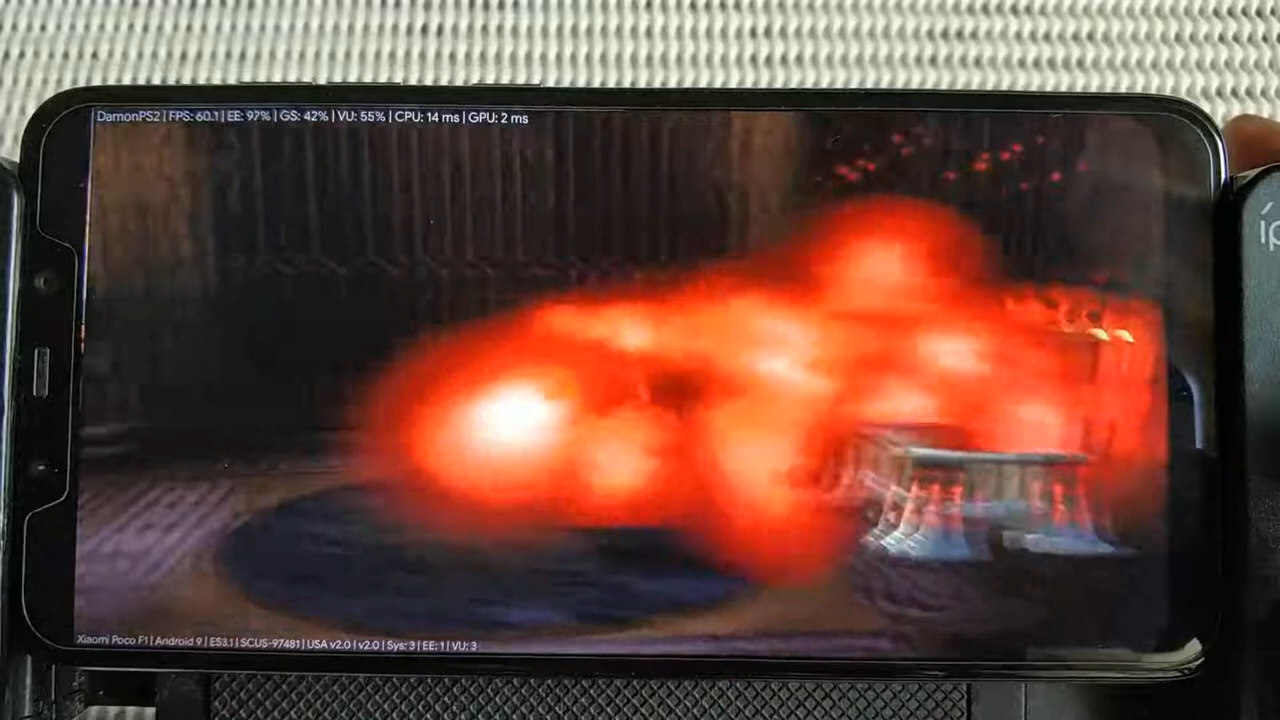 DamonPS2 | FPS: 60.1 | EE: 97% | GS: 42% | VU: 55% | CPU: 14 ms | GPU: 2 ms
Xiaomi Poco F1 | Android 9 | ES3.1 | SCUS-97481 | USA v2.0 | v2.0 | Sys: 3 | EE: 1 | VU: 3
íp